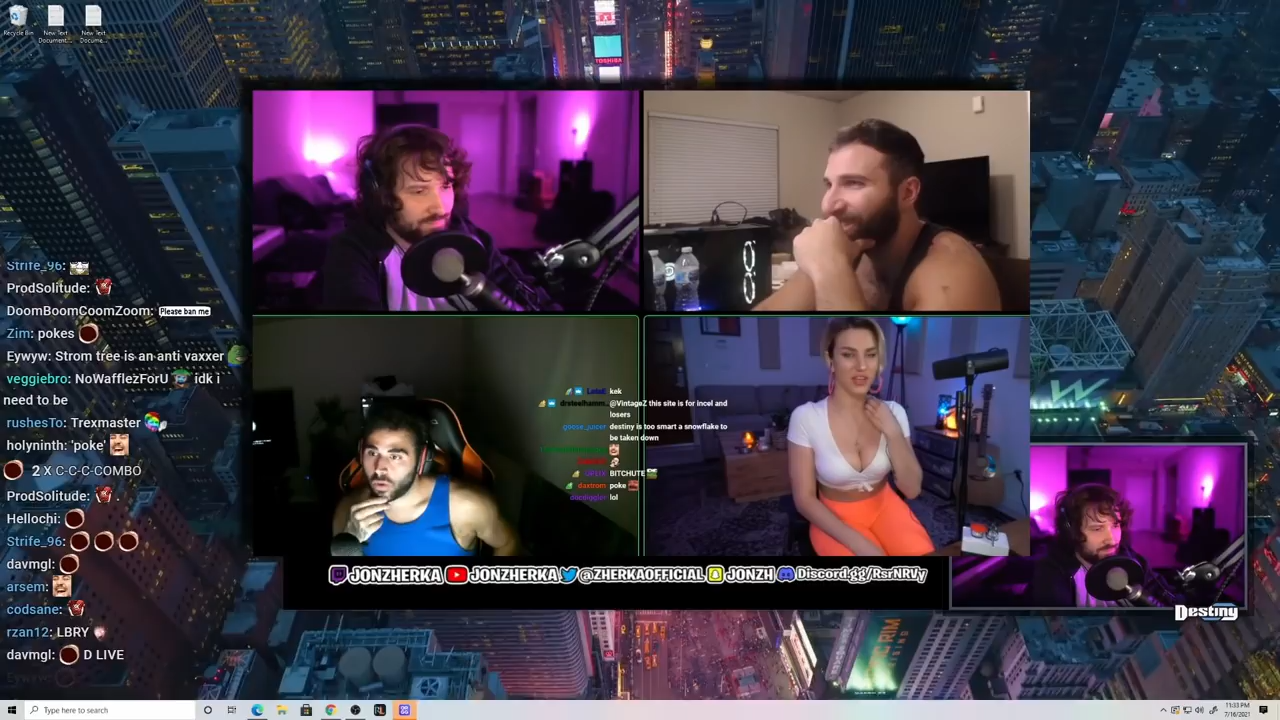 Recycle Bin
New Text Document...
New Text Docume...
TOSHIBA
Strife_96:
ProdSolitude:
DoomBoomCoomZoom: Please ban me
Zim: pokes
Eywyw: Strom tree is an anti vaxxer
veggiebro: NoWafflezForU idk i
need to be
rushesTo: Trexmaster
holyninth: 'poke'
2 X C-C-C-COMBO
ProdSolitude: .
Hellochi:
Strife_96:
davmgl:
arsem:
codsane:
rzan12: LBRY
davmgl: D LIVE
kek
@VintageZ this site is for incel and
losers
goose_juicer: destiny is too smart a snowflake to
be taken down
BITCHUTE
daxtrom: poke
lol
JONZHERKA JONZHERKA @ZHERKAOFFICIAL JONZH Discord.gg/RsrNRVy
Destiny
Type here to search
11:33 PM
7/16/2021